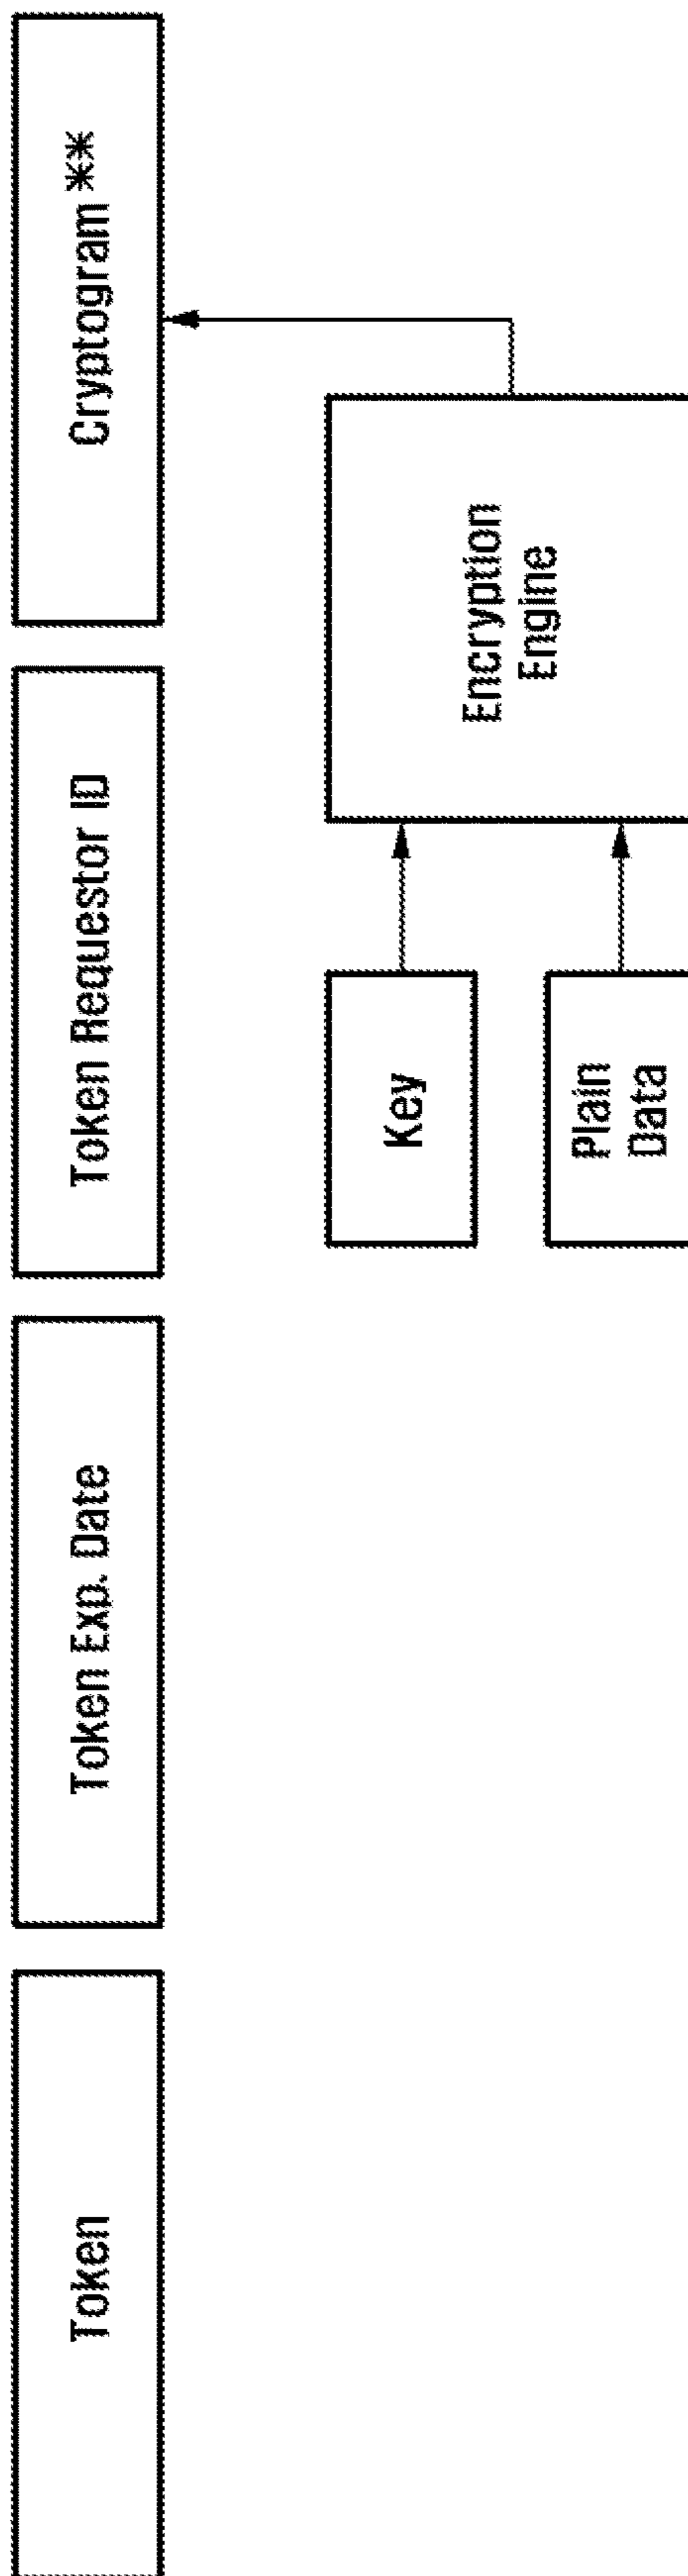 Token
Token Exp. Date
Token Requestor ID
Cryptogram **
Key
Plain
Data
Encryption
Engine